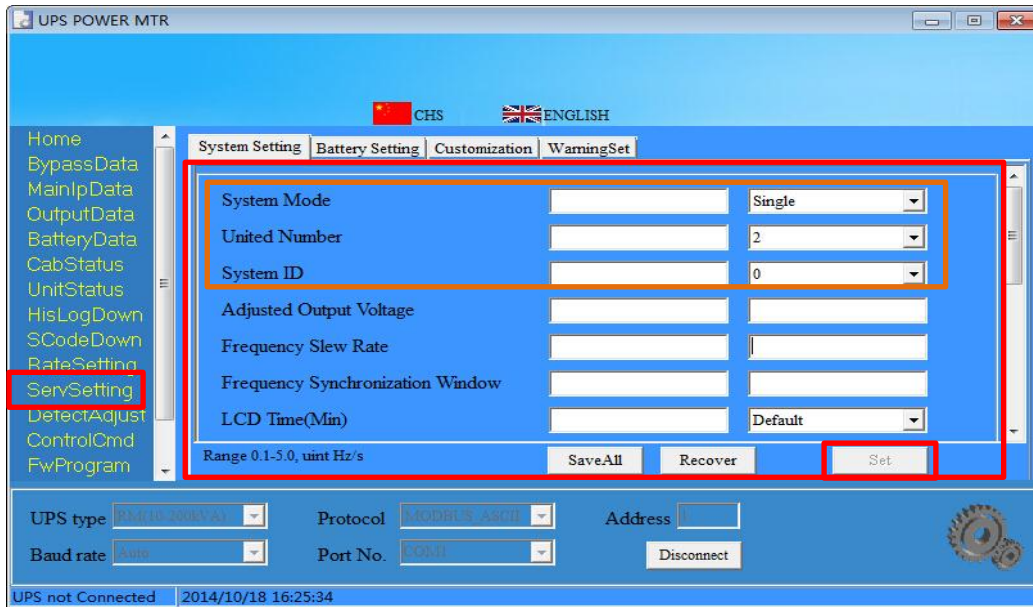 UPS POWER MTR
CHS ENGLISH
Home
BypassData
MainIpData
OutputData
BatteryData
CabStatus
UnitStatus
HisLogDown
SCodeDown
RateSetting
ServSetting
DetectAdjust
ControlCmd
FwProgram
System Setting Battery Setting Customization WarningSet
System Mode Single
United Number 2
System ID 0
Adjusted Output Voltage
Frequency Slew Rate
Frequency Synchronization Window
LCD Time(Min) Default
Range 0.1-5.0, uint Hz/s SaveAll Recover Set
UPS type RM(10-200kVA) Protocol MODBUS ASCII Address 1
Baud rate Auto Port No. COM1 Disconnect
UPS not Connected 2014/10/18 16:25:34